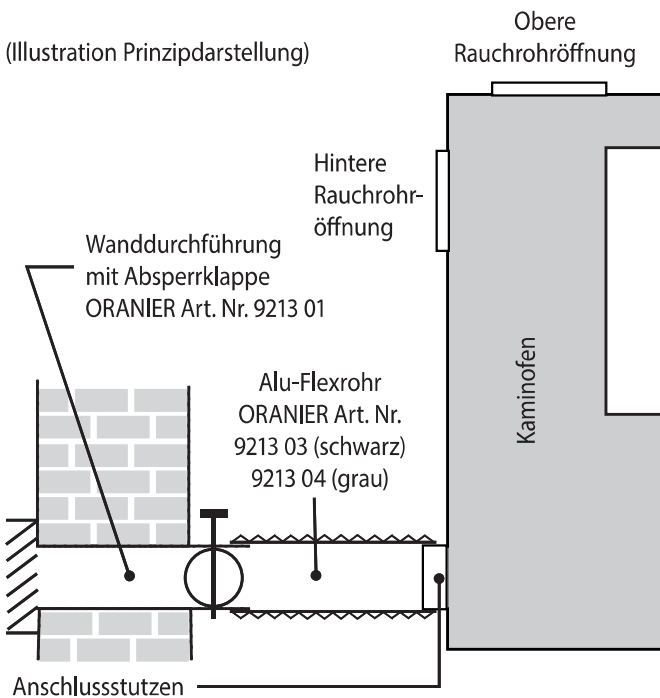 (Illustration Prinzipdarstellung)
Obere
Rauchrohröffnung
Hintere
Rauchrohr-
öffnung
Wanddurchführung
mit Absperrklappe
ORANIER Art. Nr. 9213 01
Alu-Flexrohr
ORANIER Art. Nr.
9213 03 (schwarz)
9213 04 (grau)
Kaminofen
Anschlussstutzen